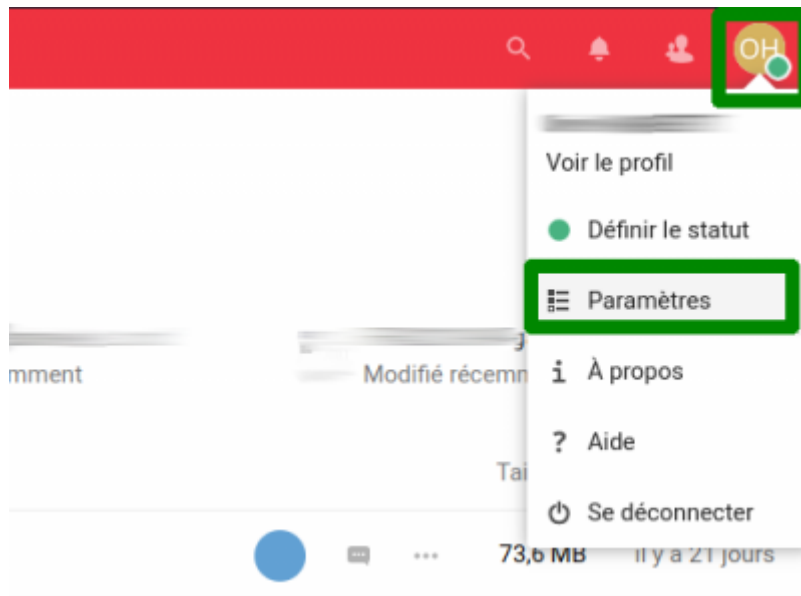 OH
Voir le profil
Définir le statut
Paramètres
mment
Modifié récemm
À propos
Aide
Tai
Se déconnecter
73,6 MB il y a 21 jours